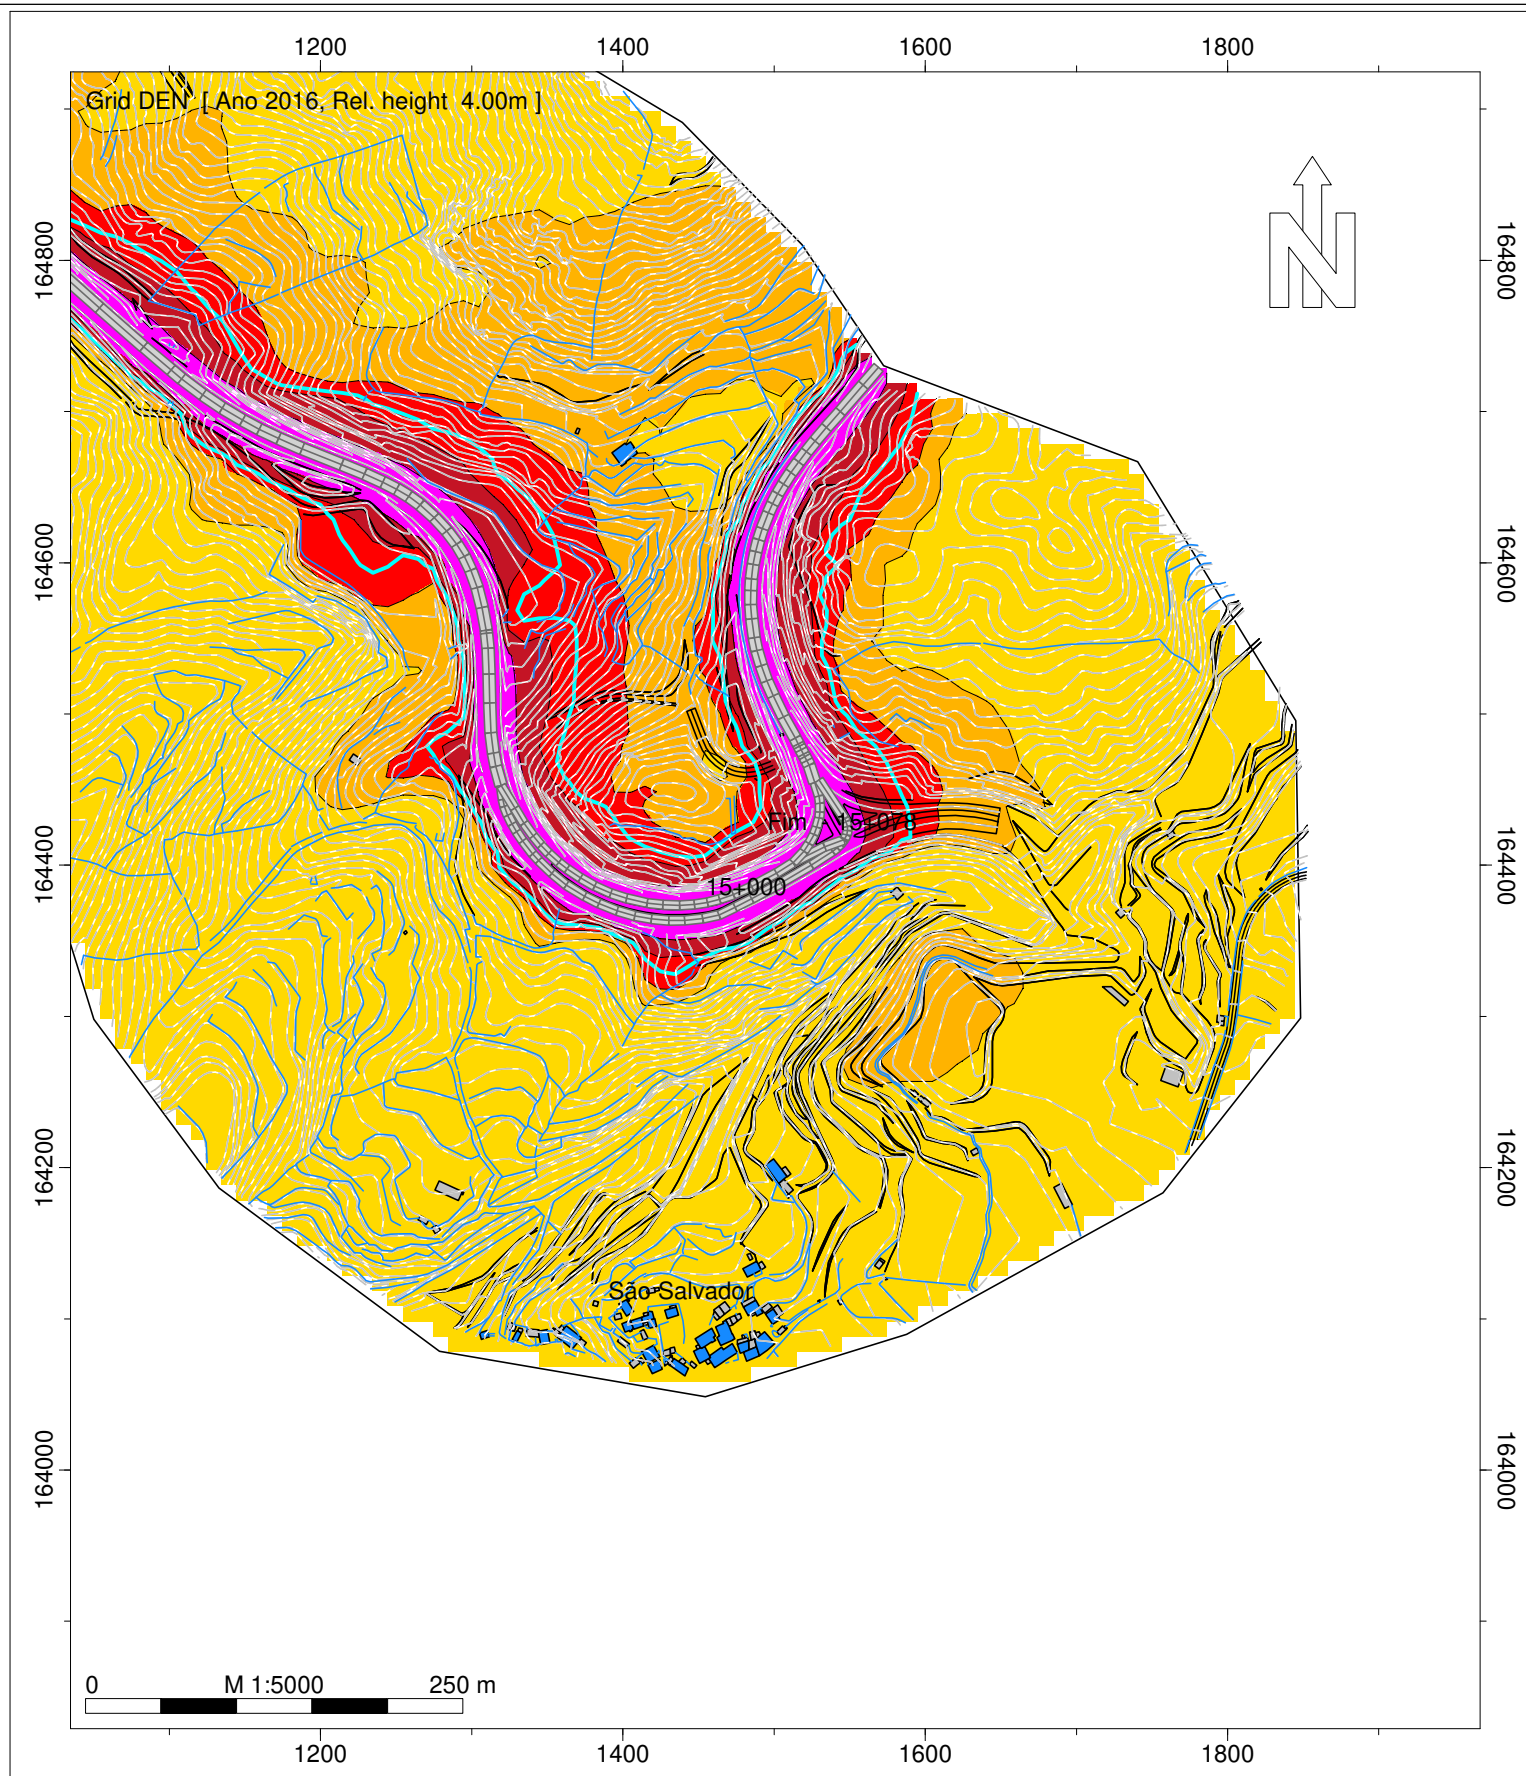 1200 1400 1600 1800
Grid DEN [ Ano 2016, Rel. height 4.00m ]
N
164800 164800
164600 164600
Fim 15+078
164400 164400
15+000
164200 164200
São Salvador
164000 164000
0 M 1:5000 250 m
1200 1400 1600 1800